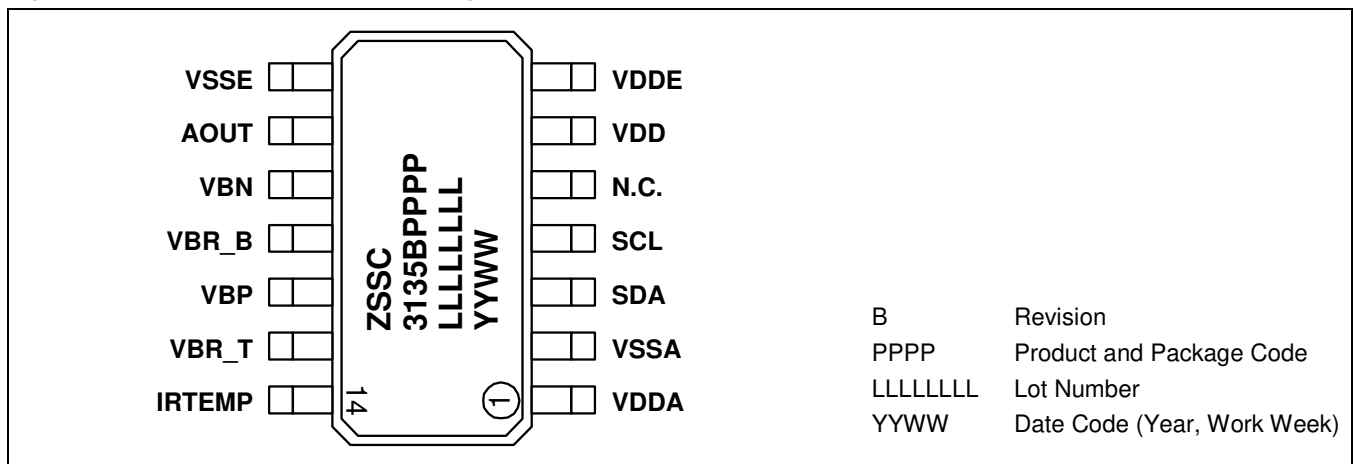 VSSE
AOUT
VBN
VBR_B
VBP
VBR_T
IRTEMP
ZSSC
3135BPPPP
LLLLLLLL
YYWW
14
1
VDDE
VDD
N.C.
SCL
SDA
VSSA
VDDA
B Revision
PPPP Product and Package Code
LLLLLLLL Lot Number
YYWW Date Code (Year, Work Week)